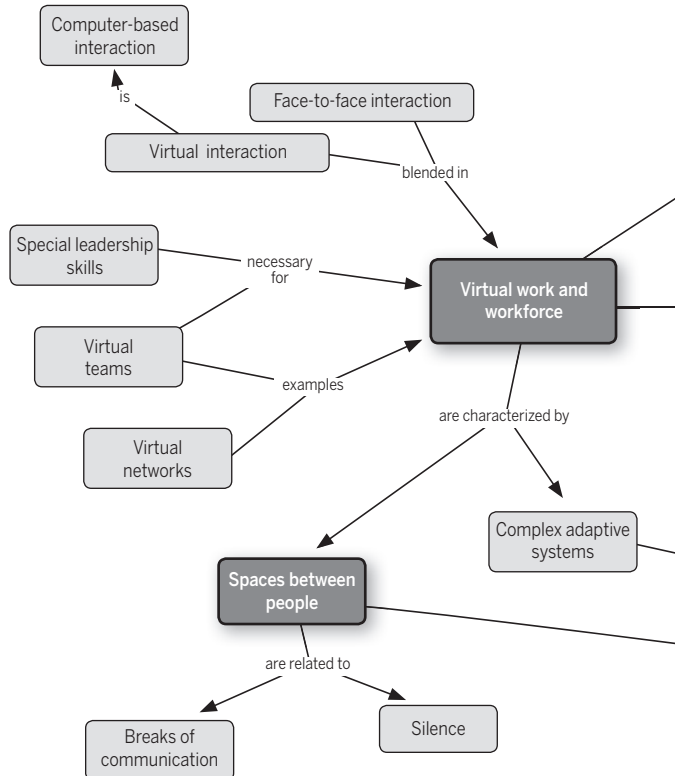 Computer-based
interaction
is
Face-to-face interaction
Virtual interaction
blended in
Special leadership
skills
necessary
for
Virtual work and
workforce
Virtual
teams
examples
Virtual
networks
are characterized by
Complex adaptive
systems
Spaces between
people
are related to
Breaks of
communication
Silence